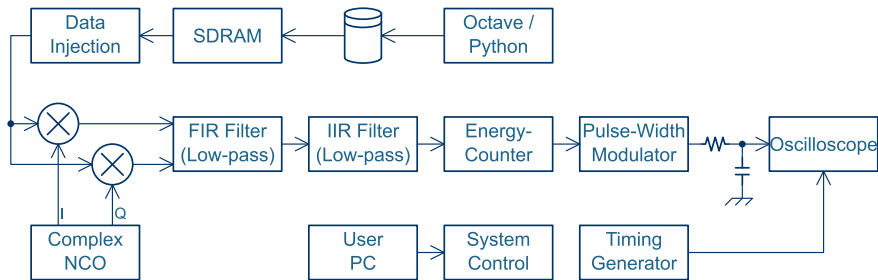 Data
Injection
SDRAM
Octave /
Python
FIR Filter
(Low-pass)
IIR Filter
(Low-pass)
Energy-
Counter
Pulse-Width
Modulator
Oscilloscope
I
Q
Complex
NCO
User
PC
System
Control
Timing
Generator